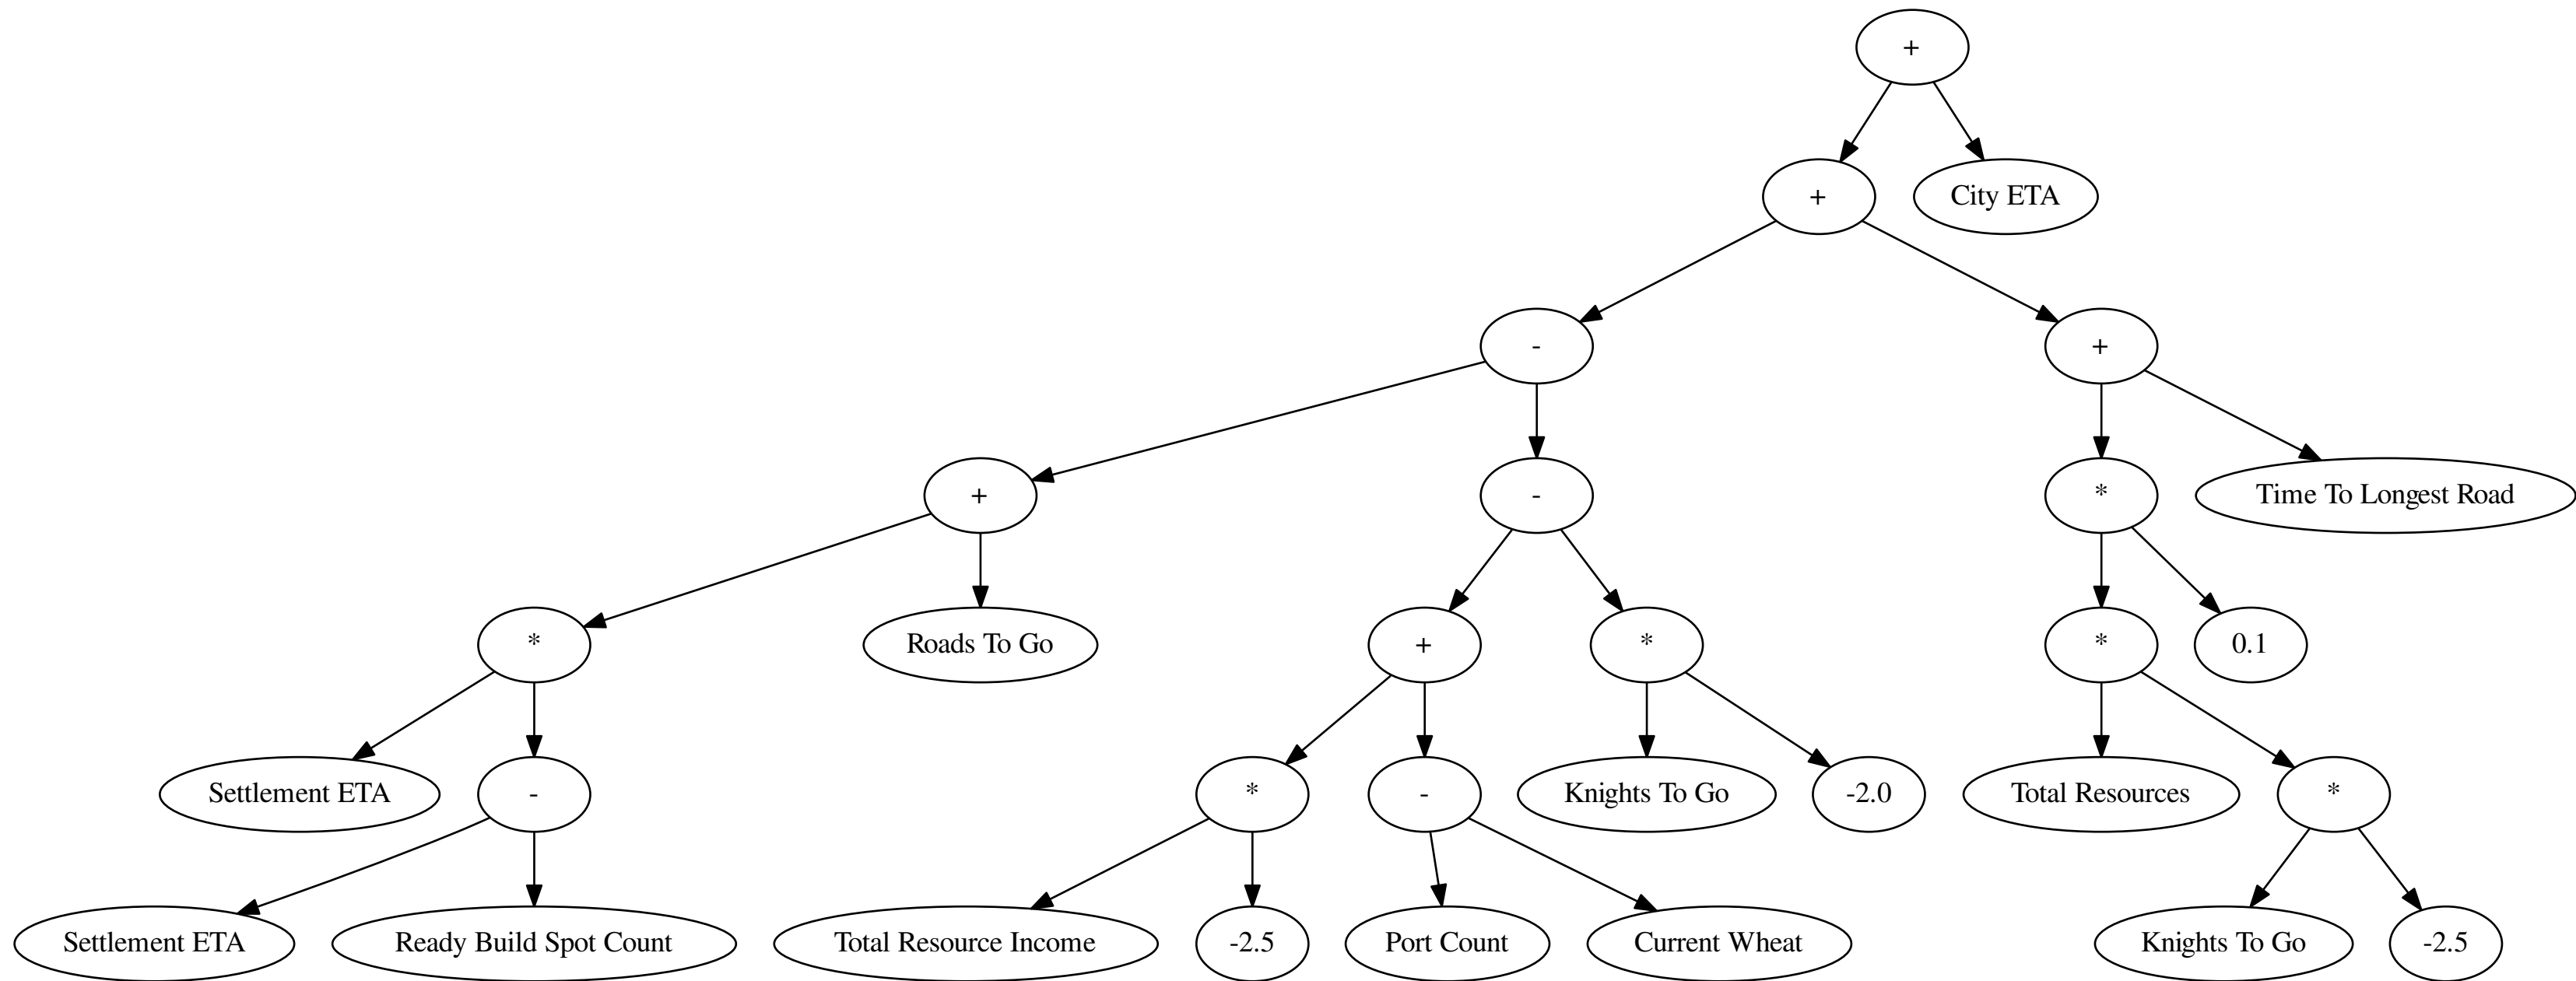 +
+
City ETA
-
+
+
-
*
Time To Longest Road
*
Roads To Go
+
*
*
0.1
Settlement ETA
-
*
-
Knights To Go
-2.0
Total Resources
*
Settlement ETA
Ready Build Spot Count
Total Resource Income
-2.5
Port Count
Current Wheat
Knights To Go
-2.5